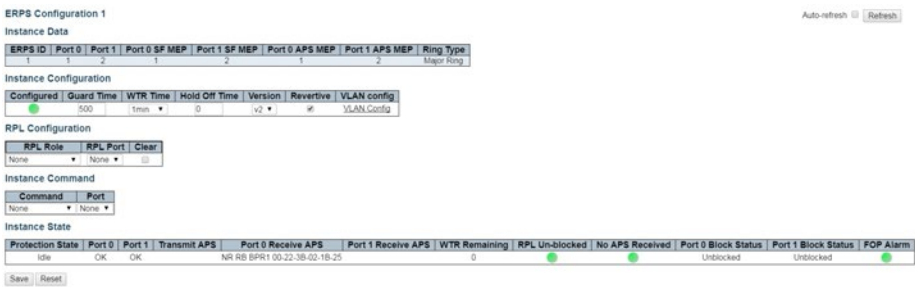 ERPS Configuration 1
Auto-refresh Refresh
Instance Data
ERPS ID Port 0 Port 1 Port 0 SF MEP Port 1 SF MEP Port 0 APS MEP Port 1 APS MEP Ring Type
1 1 2 1 2 1 2 Major Ring
Instance Configuration
Configured Guard Time WTR Time Hold Off Time Version Revertive VLAN config
500 1min 0 v2 VLAN Config
RPL Configuration
RPL Role RPL Port Clear
None None
Instance Command
Command Port
None None
Instance State
Protection State Port 0 Port 1 Transmit APS Port 0 Receive APS Port 1 Receive APS WTR Remaining RPL Un-blocked No APS Received Port 0 Block Status Port 1 Block Status FOP Alarm
Idle OK OK NR RB BPR1 00-22-3B-02-1B-25 0 Unblocked Unblocked
Save Reset